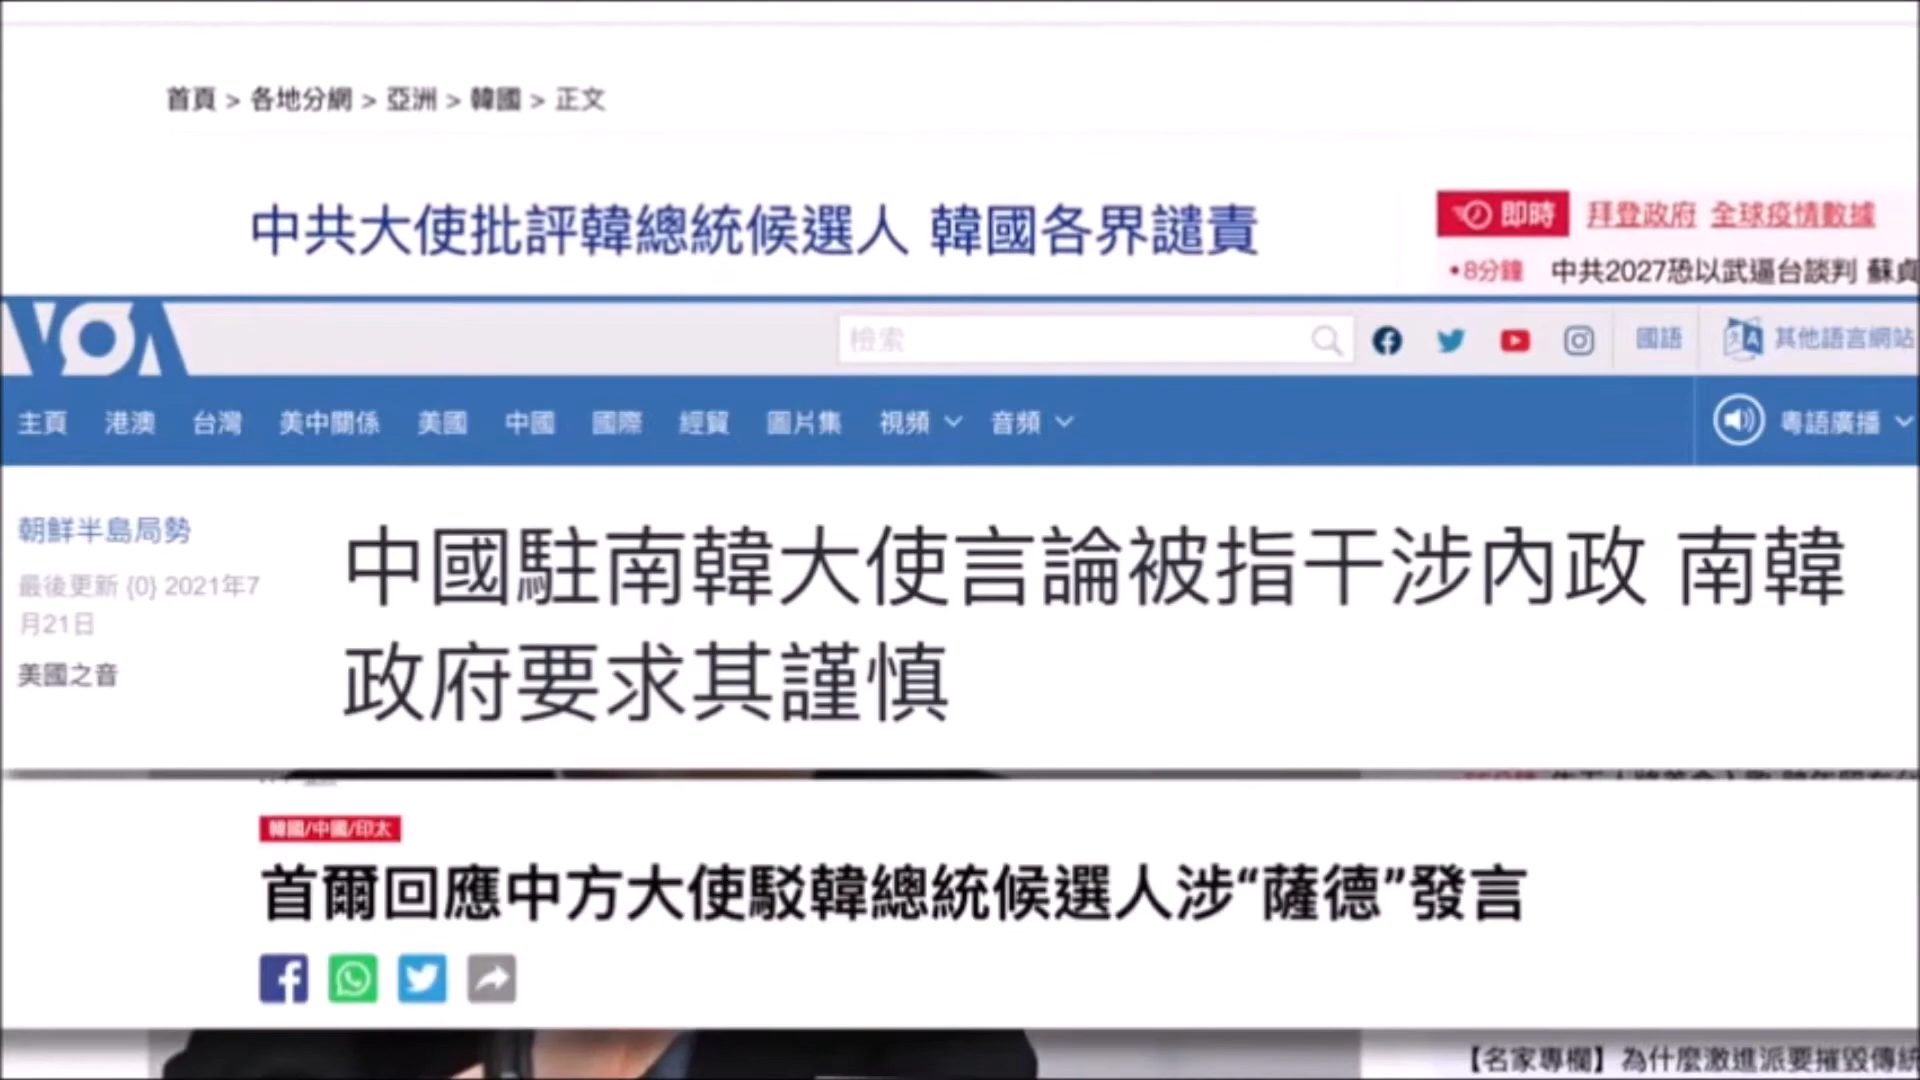 首頁 > 各地分網 > 亞洲 > 韓國 > 正文
中共大使批評韓總統候選人 韓國各界譴責
即時 拜登政府 全球疫情數據
•8分鐘 中共2027恐以武逼台談判 蘇貞
VOA
檢索
國語
其他語言網站
主頁 港澳 台灣 美中關係 美國 中國 國際 經貿 圖片集 視頻 音頻 粵語廣播
朝鮮半島局勢
最後更新 {0} 2021年7
月21日
美國之音
中國駐南韓大使言論被指干涉內政 南韓
政府要求其謹慎
韓國/中國/印太
首爾回應中方大使駁韓總統候選人涉“薩德”發言
【名家專欄】為什麼激進派要摧毀傳統